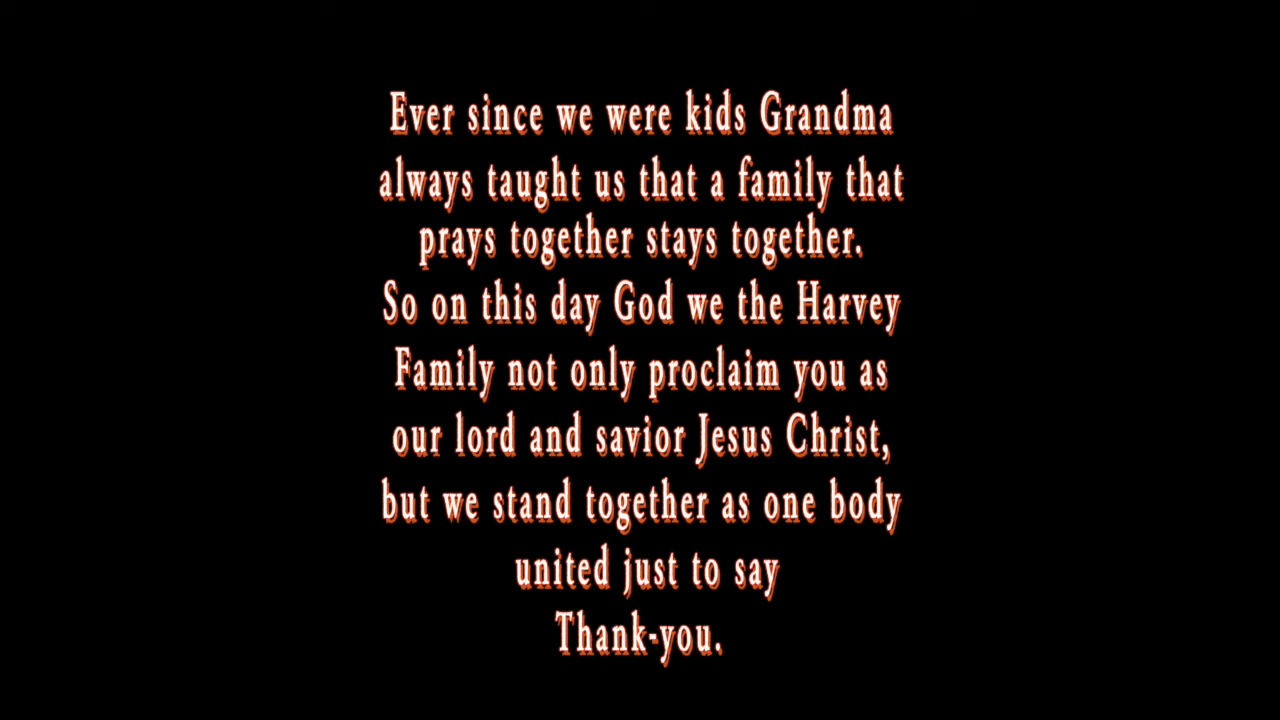 Ever since we were kids Grandma
always taught us that a family that
prays together stays together.
So on this day God we the Harvey
Family not only proclaim you as
our lord and savior Jesus Christ,
but we stand together as one body
united just to say
Thank-you.